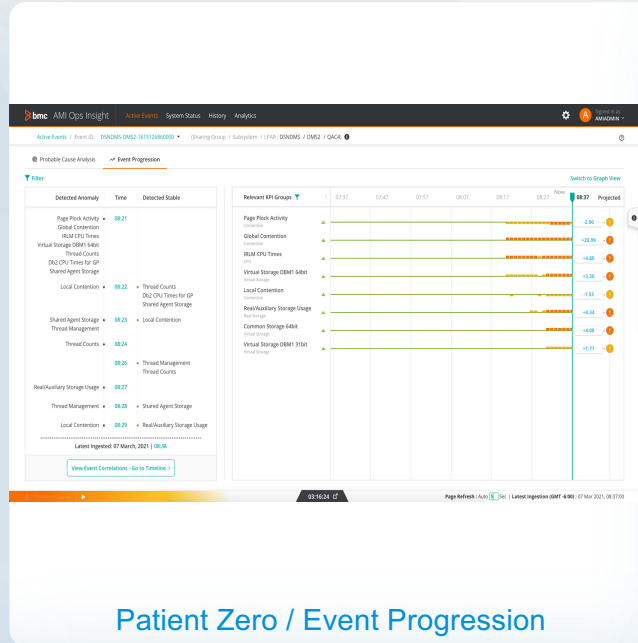 bmc AMI Ops Insight Active Events System Status History Analytics Signed in as
AMIADMIN
Active Events / Event ID: DSNDMS-DMS2-1615126860000 (Sharing Group / Subsystem / LPAR : DSNDMS / DMS2 / QACR)
Probable Cause Analysis Event Progression
Filter Switch to Graph View
Detected Anomaly Time Detected Stable
Page Plock Activity 08:21
Global Contention
IRLM CPU Times
Virtual Storage DBM1 64bit
Thread Counts
Db2 CPU Times for GP
Shared Agent Storage
Local Contention 08:22 Thread Counts
Db2 CPU Times for GP
Shared Agent Storage
Shared Agent Storage 08:23 Local Contention
Thread Management
Thread Counts 08:24
08:26 Thread Management
Thread Counts
Real/Auxiliary Storage Usage 08:27
Thread Management 08:28 Shared Agent Storage
Local Contention 08:29 Real/Auxiliary Storage Usage
Latest Ingested: 07 March, 2021 | 08:38
View Event Correlations - Go to Timeline >
Relevant KPI Groups 07:37 07:47 07:57 08:07 08:17 08:27 Now 08:37 Projected
Page Plock Activity -2.90
Contention
Global Contention +28.99
Contention
IRLM CPU Times
CPU
Virtual Storage DBM1 64bit
Virtual Storage
Local Contention -1.53
Contention
Real/Auxiliary Storage Usage +4.34
Real Storage
Common Storage 64bit +4.08
Virtual Storage
Virtual Storage DBM1 31bit +1.71
Virtual Storage
03:16:24
Page Refresh : Auto 5 Sec | Latest Ingestion (GMT -6:00) : 07 Mar 2021, 08:37:00
Patient Zero / Event Progression